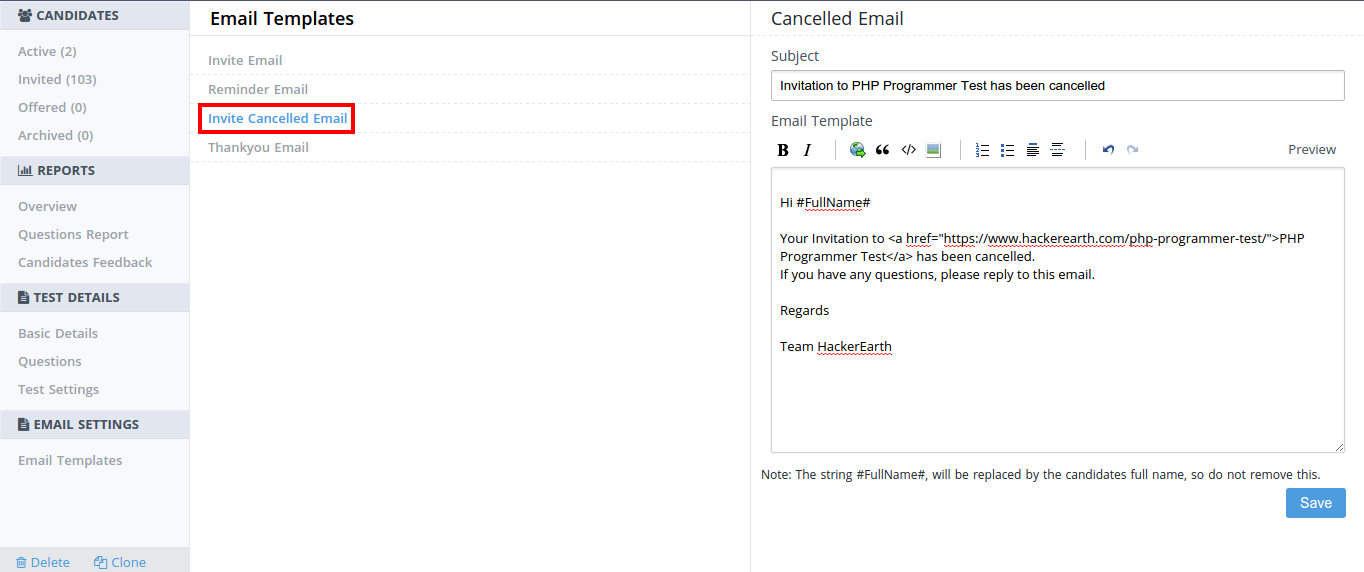 CANDIDATES
Active (2)
Invited (103)
Offered (0)
Archived (0)
REPORTS
Overview
Questions Report
Candidates Feedback
TEST DETAILS
Basic Details
Questions
Test Settings
EMAIL SETTINGS
Email Templates
Delete Clone
Email Templates
Invite Email
Reminder Email
Invite Cancelled Email
Thankyou Email
Cancelled Email
Subject
Invitation to PHP Programmer Test has been cancelled
Email Template
B I Preview
Hi #FullName#
Your Invitation to <a href="https://www.hackerearth.com/php-programmer-test/">PHP
Programmer Test</a> has been cancelled.
If you have any questions, please reply to this email.
Regards
Team HackerEarth
Note: The string #FullName#, will be replaced by the candidates full name, so do not remove this.
Save